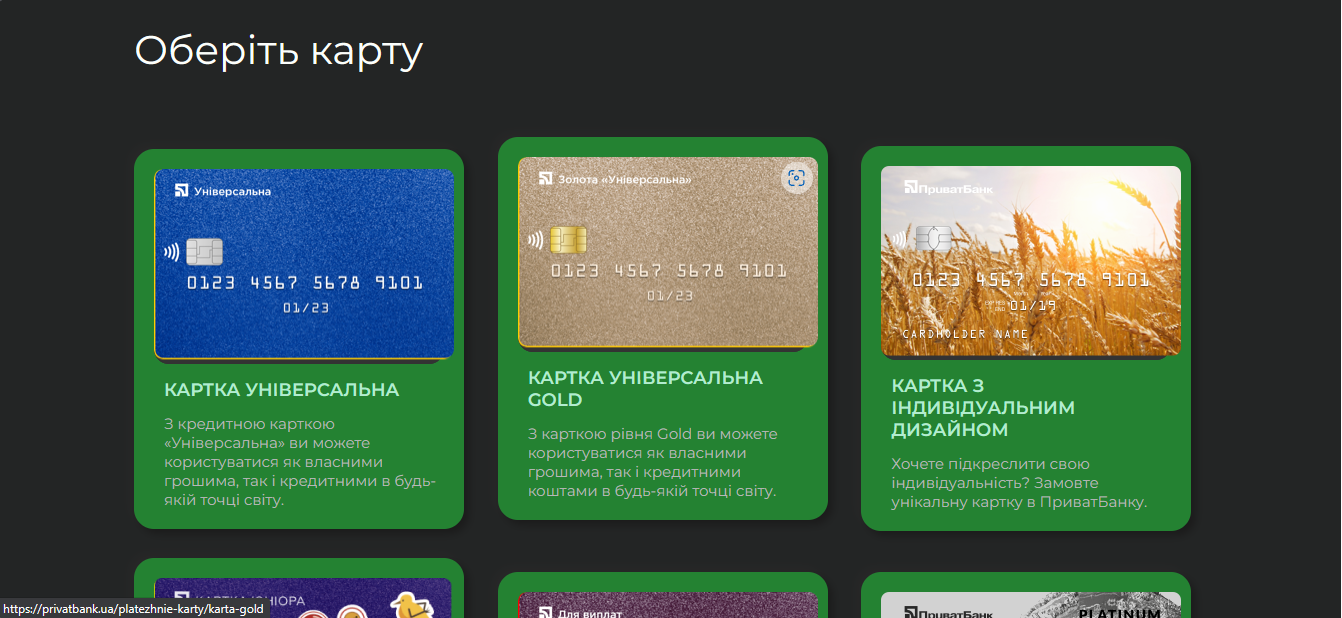 Оберіть карту
Універсальна
0123 4567 5678 9101
01/23
КАРТКА УНІВЕРСАЛЬНА
З кредитною карткою
«Універсальна» ви можете
користуватися як власними
грошима, так і кредитними в будь-
якій точці світу.
Золота «Універсальна»
0123 4567 5678 9101
01/23
КАРТКА УНІВЕРСАЛЬНА
GOLD
З карткою рівня Gold ви можете
користуватися як власними
грошима, так і кредитними
коштами в будь-якій точці світу.
ПриватБанк
0123 4567 5678 9101
01/19
CARDHOLDER NAME
КАРТКА З
ІНДИВІДУАЛЬНИМ
ДИЗАЙНОМ
Хочете підкреслити свою
індивідуальність? Замовте
унікальну картку в ПриватБанку.
КАРТКА ЮНІОРА
Для виплат
ПриватБанк
PLATINUM
https://privatbank.ua/platezhnie-karty/karta-gold